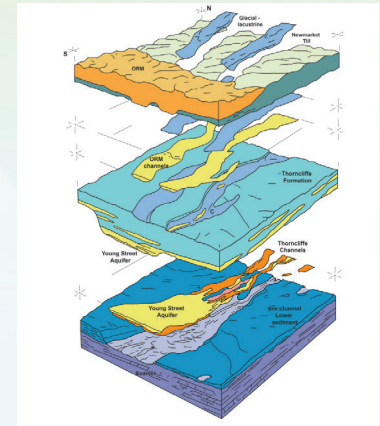 N
Glacial -
lacustrine
Newmarket
Till
S
ORM
ORM
channels
Thorncliffe
Formation
Young Street
Aquifer
Thorncliffe
Channels
Young Street
Aquifer
pre-channel
Lower
sediment
Bedrock